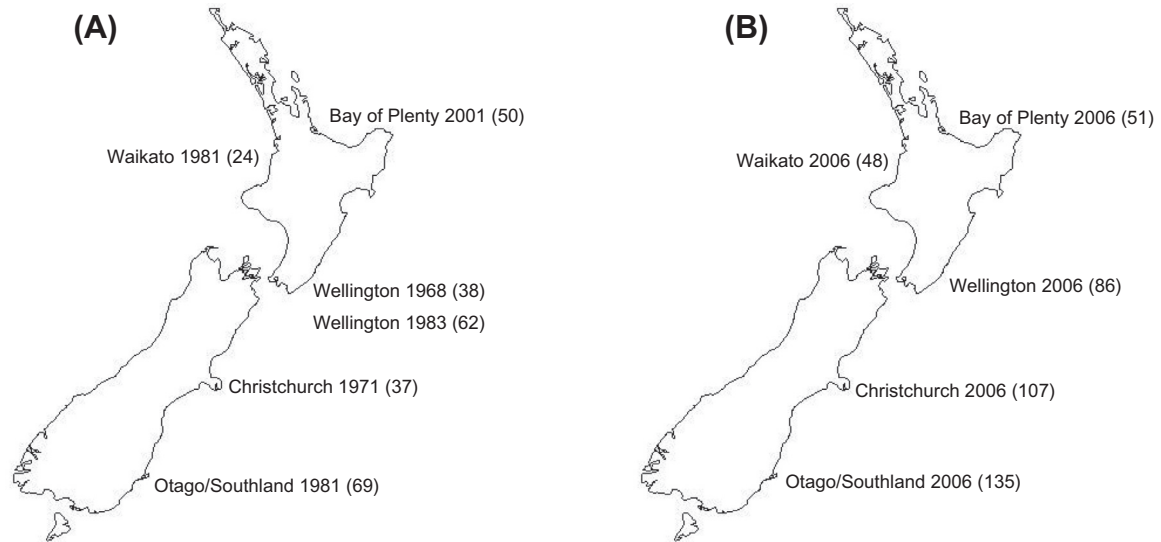 (A)
Bay of Plenty 2001 (50)
Waikato 1981 (24)
Wellington 1968 (38)
Wellington 1983 (62)
Christchurch 1971 (37)
Otago/Southland 1981 (69)
(B)
Bay of Plenty 2006 (51)
Waikato 2006 (48)
Wellington 2006 (86)
Christchurch 2006 (107)
Otago/Southland 2006 (135)